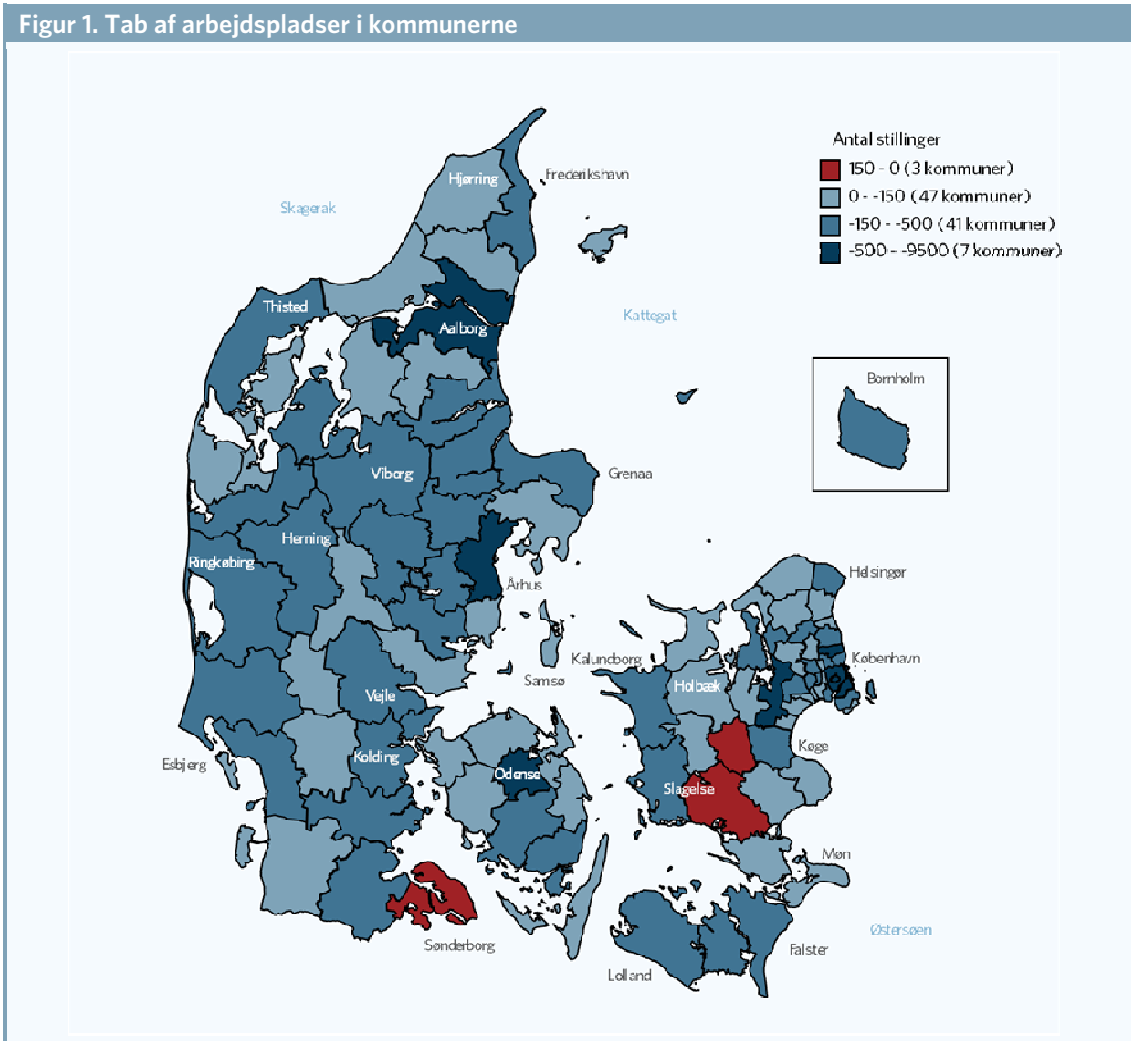 Figur 1. Tab af arbejdspladser i kommunerne
Antal stillinger
150 - 0 (3 kommuner)
0 - -150 (47 kommuner)
-150 - -500 (41 kommuner)
-500 - -9500 (7 kommuner)
Hjørring
Frederikshavn
Skagerak
Thisted
Kattegat
Aalborg
Bornholm
Viborg
Grenaa
Herning
Ringkøbing
Århus
Helsingør
Kalundborg
København
Samsø
Holbæk
Vejle
Køge
Esbjerg
Kolding
Odense
Slagelse
Møn
Sønderborg
Østersøen
Falster
Lolland